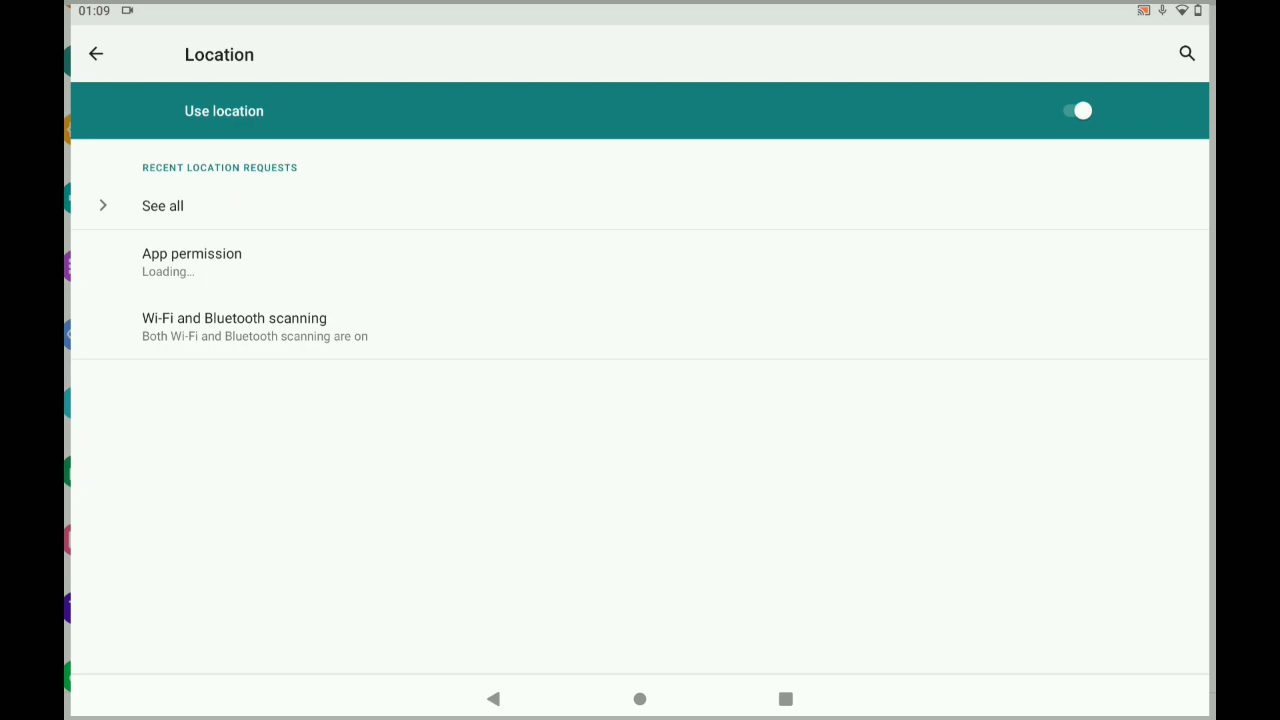 01:09
Location
Use location
RECENT LOCATION REQUESTS
See all
App permission
Loading…
Wi-Fi and Bluetooth scanning
Both Wi-Fi and Bluetooth scanning are on